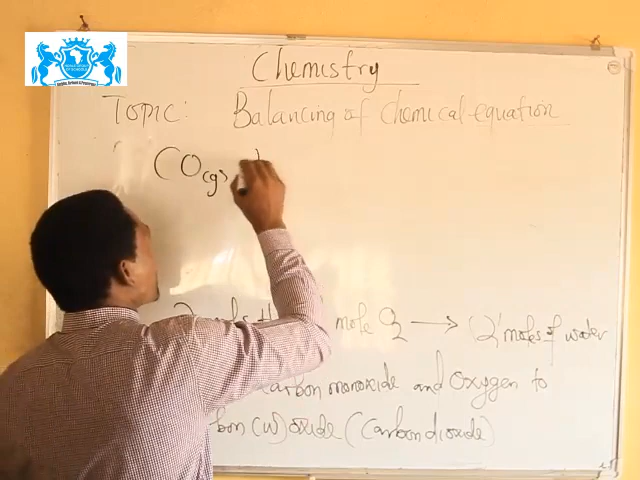 Chemistry
Topic: Balancing of chemical equation
CO(g) +
mole O2 → 2 moles of water
carbon monoxide and Oxygen to
bon (IV) oxide (Carbon dioxide)